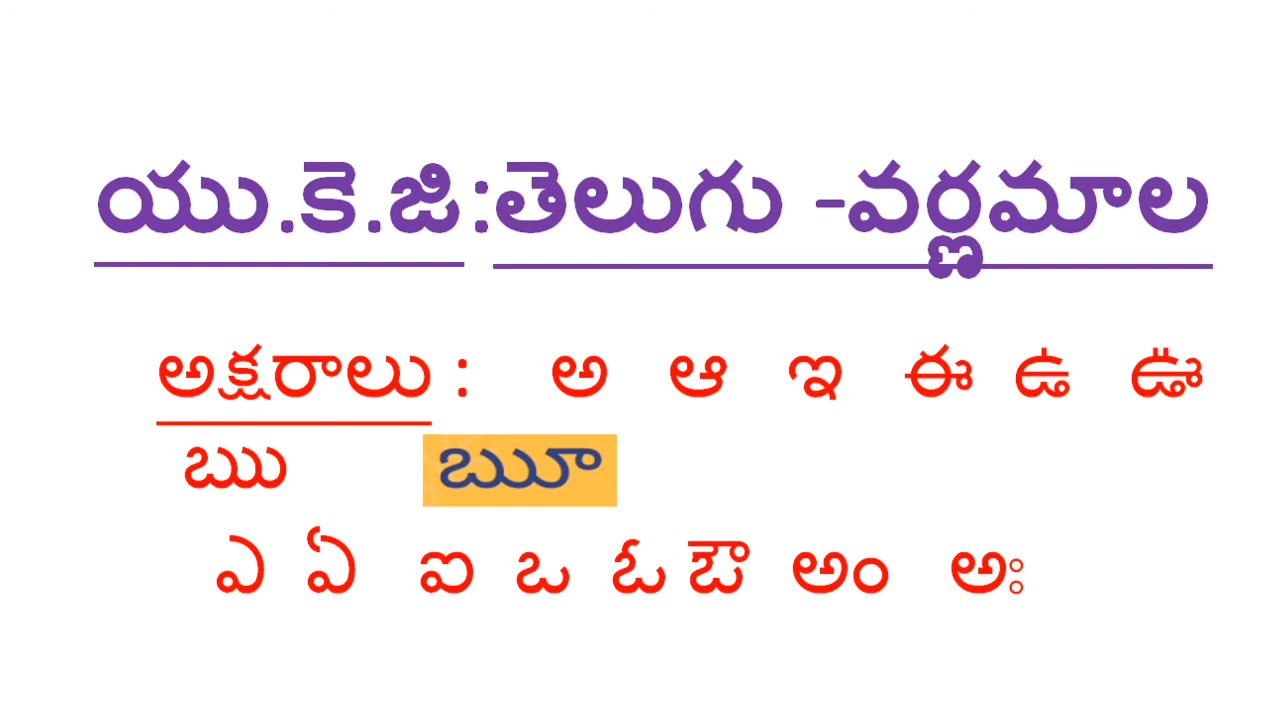 యు.కె.జి:తెలుగు -వర్ణమాల
అక్షరాలు : అ ఆ ఇ ఈ ఉ ఊ
ఋ ౠ
ఎ ఏ ఐ ఒ ఓ ఔ అం అః